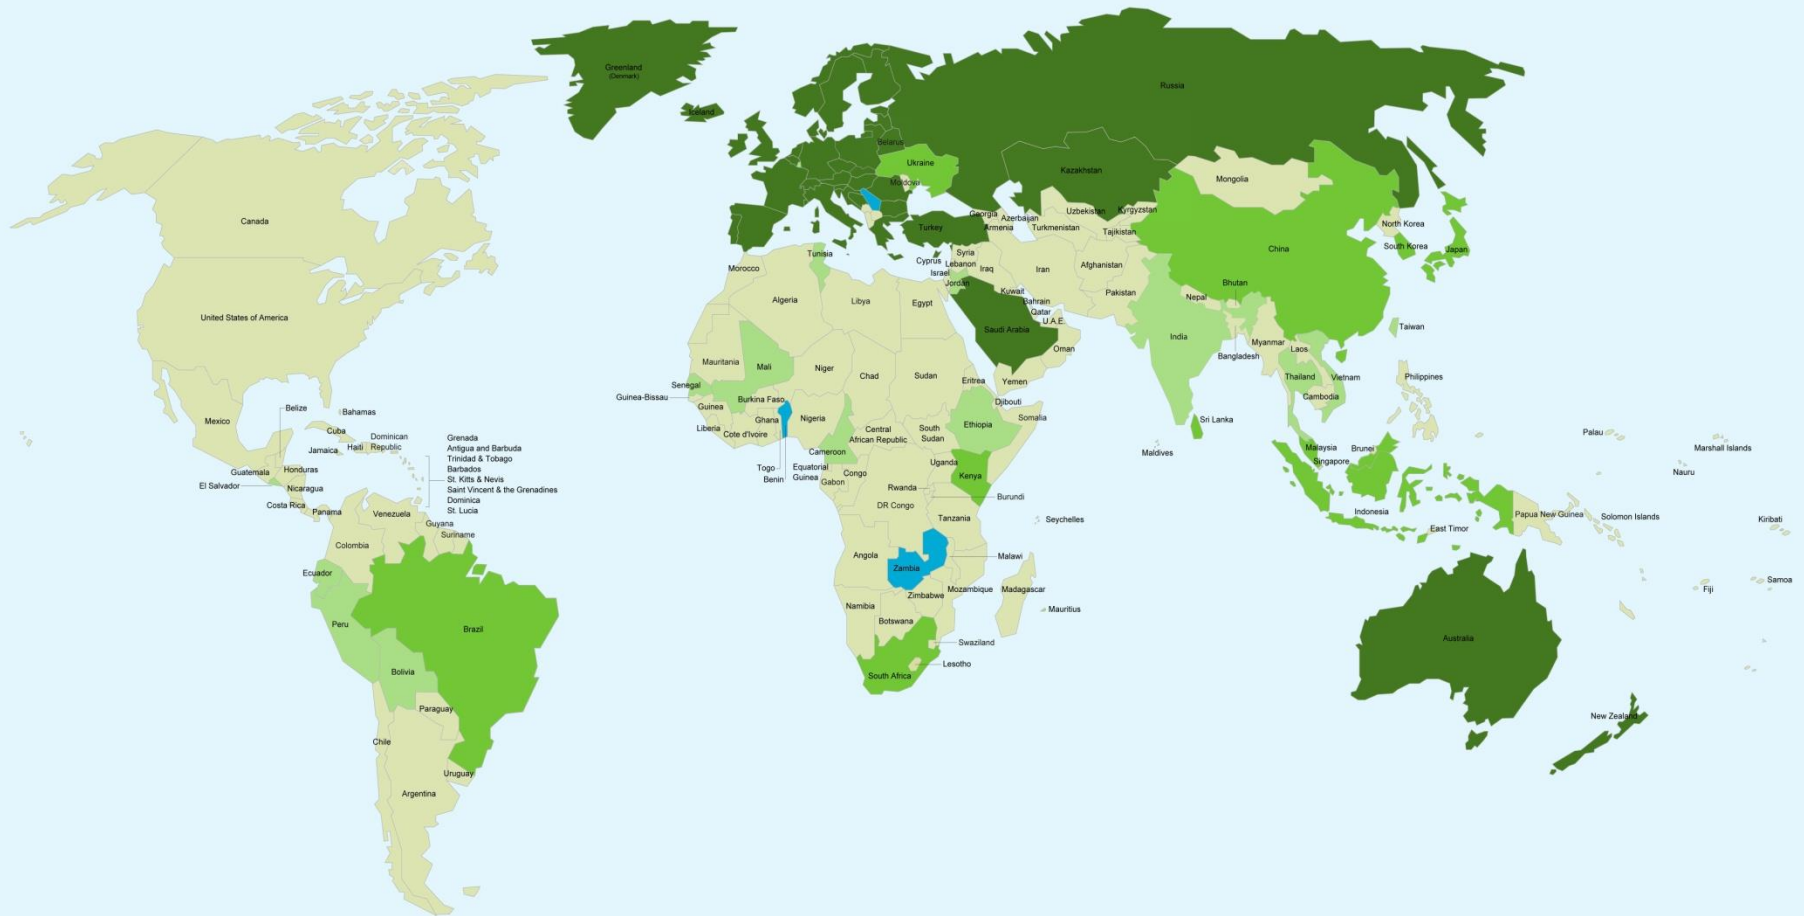 Greenland
(Denmark)
Iceland
Russia
Canada
United States of America
Mexico
Belize
Bahamas
Cuba
Jamaica
Haiti
Dominican
Republic
Guatemala
Honduras
El Salvador
Nicaragua
Costa Rica
Panama
Grenada
Antigua and Barbuda
Trinidad & Tobago
Barbados
St. Kitts & Nevis
Saint Vincent & the Grenadines
Dominica
St. Lucia
Venezuela
Guyana
Suriname
Colombia
Ecuador
Peru
Brazil
Bolivia
Paraguay
Chile
Uruguay
Argentina
Belarus
Ukraine
Moldova
Kazakhstan
Mongolia
Georgia
Azerbaijan
Armenia
Turkey
Uzbekistan
Kyrgyzstan
Turkmenistan
Tajikistan
China
North Korea
South Korea
Japan
Cyprus
Syria
Lebanon
Israel
Iraq
Jordan
Iran
Afghanistan
Pakistan
Kuwait
Bahrain
Qatar
U.A.E.
Saudi Arabia
Oman
Yemen
Nepal
Bhutan
India
Bangladesh
Myanmar
Laos
Thailand
Vietnam
Cambodia
Taiwan
Philippines
Sri Lanka
Maldives
Malaysia
Singapore
Brunei
Indonesia
East Timor
Palau
Papua New Guinea
Solomon Islands
Marshall Islands
Nauru
Kiribati
Samoa
Fiji
Australia
New Zealand
Morocco
Tunisia
Algeria
Libya
Egypt
Mauritania
Mali
Niger
Chad
Sudan
Eritrea
Djibouti
Somalia
Senegal
Guinea-Bissau
Guinea
Liberia
Cote d'Ivoire
Burkina Faso
Ghana
Togo
Benin
Nigeria
Cameroon
Central
African Republic
South
Sudan
Ethiopia
Equatorial
Guinea
Gabon
Congo
DR Congo
Uganda
Kenya
Rwanda
Burundi
Tanzania
Seychelles
Angola
Zambia
Malawi
Mozambique
Zimbabwe
Madagascar
Mauritius
Namibia
Botswana
Swaziland
Lesotho
South Africa